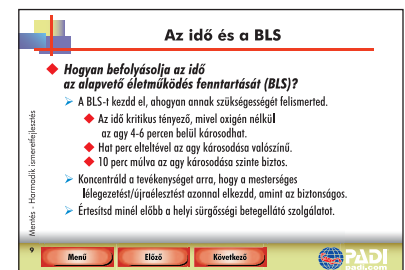 Az idő és a BLS
Hogyan befolyásolja az idő
az alapvető életműködés fenntartását (BLS)?
A BLS-t kezdd el, ahogyan annak szükségességét felismerted.
Az idő kritikus tényező, mivel oxigén nélkül
az agy 4-6 percen belül károsodhat.
Hat perc elteltével az agy károsodása valószínű.
10 perc múlva az agy károsodása szinte biztos.
Koncentráld a tevékenységet arra, hogy a mesterséges
lélegezetést/újraélesztést azonnal elkezdd, amint az biztonságos.
Értesítsd minél előbb a helyi sürgősségi betegellátó szolgálatot.
Mentés - Harmadik ismeretfejlesztés
9
Menü
Előző
Következő
PADI
padi.com